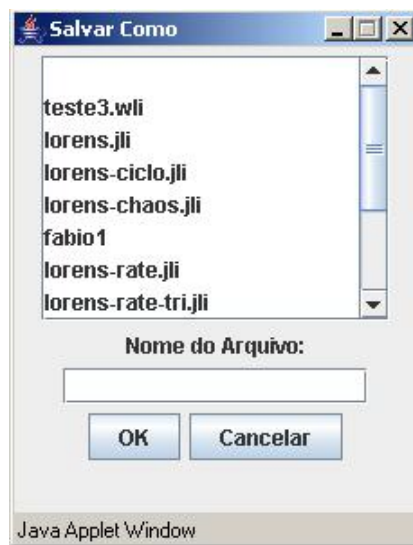 Salvar Como
teste3.wli
lorens.jli
lorens-ciclo.jli
lorens-chaos.jli
fabio1
lorens-rate.jli
lorens-rate-tri.jli
Nome do Arquivo:
OK Cancelar
Java Applet Window